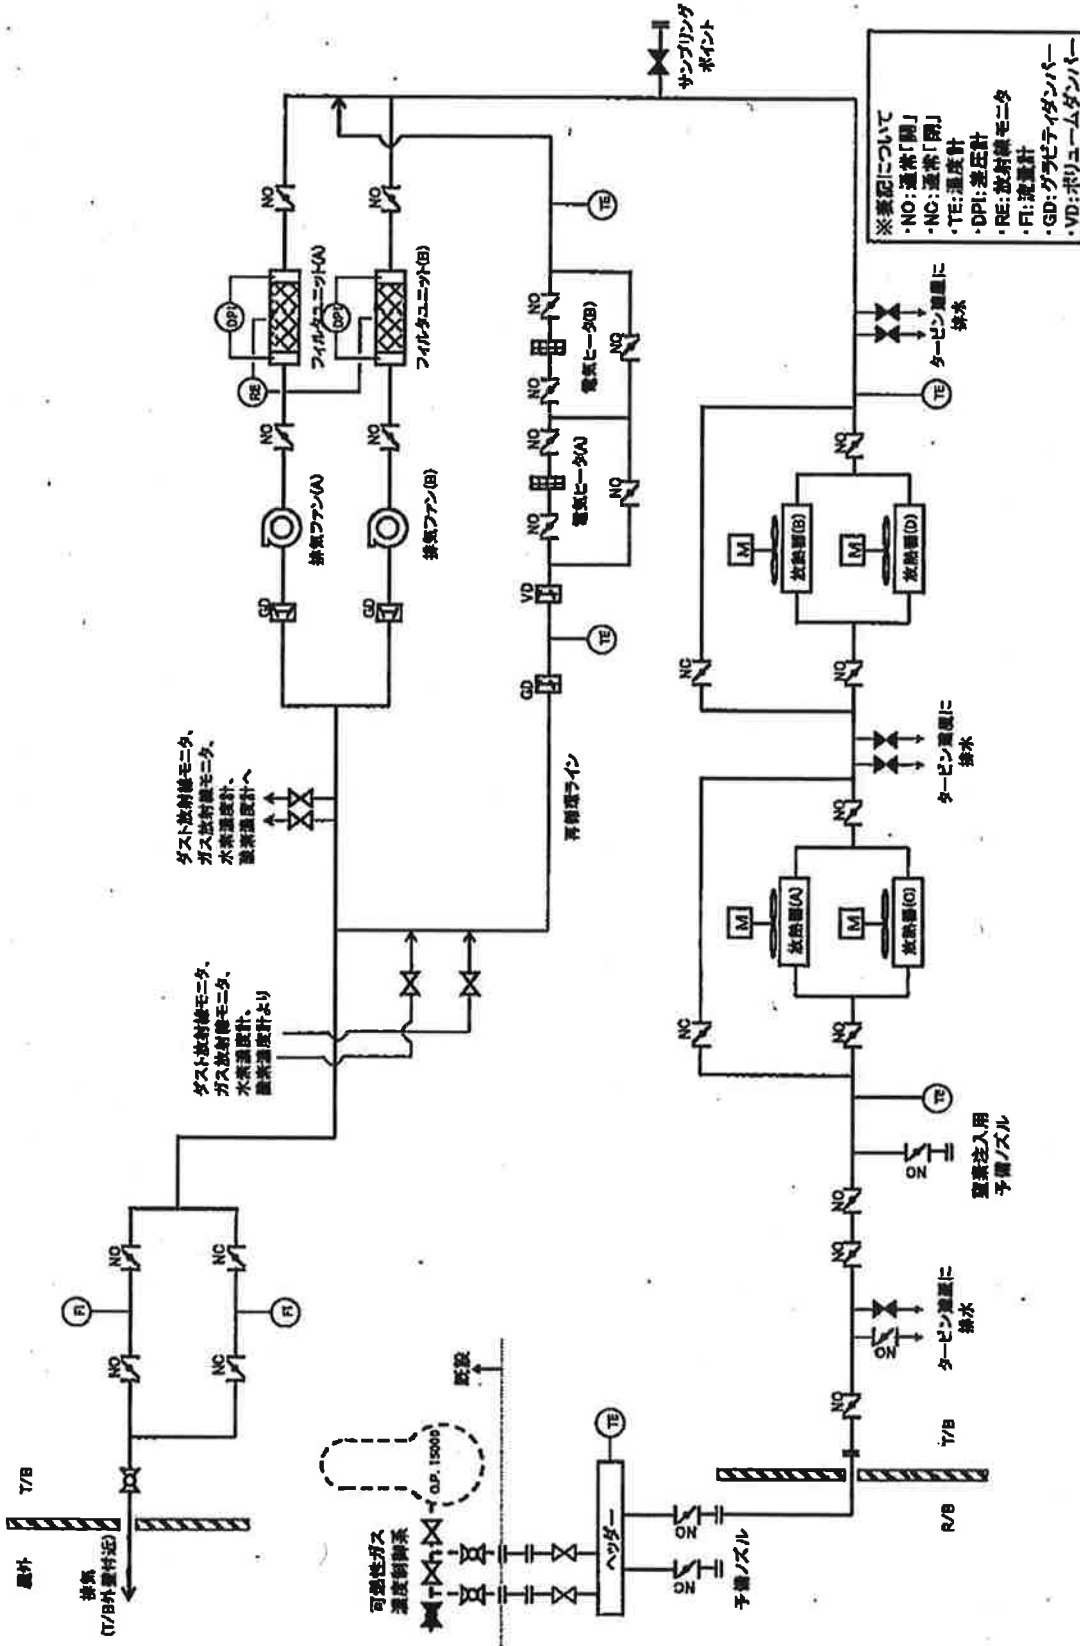 屋外
T/B
排気
(T/B外壁付近)
NO
NO
FI
NC
NC
FI
ダスト放射線モニタ、
ガス放射線モニタ、
水素濃度計、
酸素濃度計より
ダスト放射線モニタ、
ガス放射線モニタ、
水素濃度計、
酸素濃度計へ
GD
排気ファン(A)
NO
RE
DPI
フィルタユニット(A)
NO
GD
排気ファン(B)
NO
DPI
フィルタユニット(B)
NO
サンプリング
ポイント
再循環ライン
GD
TE
VD
NO
電気ヒータ(A)
NO
NO
電気ヒータ(B)
NO
NO
NO
TE
既設
O.P. 15000
可燃性ガス
濃度制御系
ヘッダー
TE
NO
NC
予備ノズル
R/B
T/B
NO
NO
タービン建屋に
排水
NO
NO
NO
窒素注入用
予備ノズル
TE
NC
NO
M
放熱器(A)
M
放熱器(C)
NO
タービン建屋に
排水
NC
NO
M
放熱器(B)
M
放熱器(D)
NO
TE
タービン建屋に
排水
※表記について
・NO:通常「開」
・NC:通常「閉」
・TE:温度計
・DPI:差圧計
・RE:放射線モニタ
・FI:流量計
・GD:グラビティダンパー
・VD:ボリュームダンパー